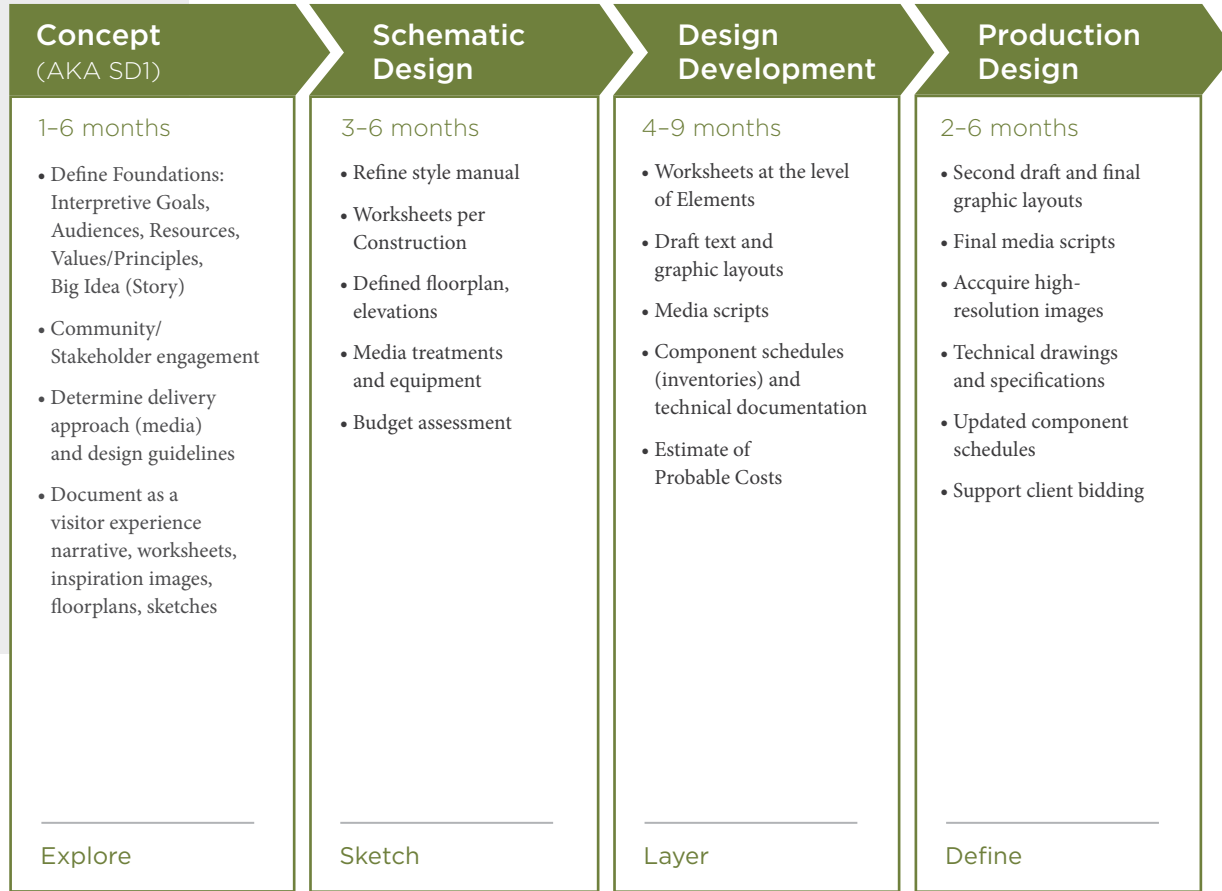 Concept
(AKA SD1)
1–6 months
• Define Foundations:
Interpretive Goals,
Audiences, Resources,
Values/Principles,
Big Idea (Story)
• Community/
Stakeholder engagement
• Determine delivery
approach (media)
and design guidelines
• Document as a
visitor experience
narrative, worksheets,
inspiration images,
floorplans, sketches
Explore
Schematic
Design
3–6 months
• Refine style manual
• Worksheets per
Construction
• Defined floorplan,
elevations
• Media treatments
and equipment
• Budget assessment
Sketch
Design
Development
4–9 months
• Worksheets at the level
of Elements
• Draft text and
graphic layouts
• Media scripts
• Component schedules
(inventories) and
technical documentation
• Estimate of
Probable Costs
Layer
Production
Design
2–6 months
• Second draft and final
graphic layouts
• Final media scripts
• Accquire high-
resolution images
• Technical drawings
and specifications
• Updated component
schedules
• Support client bidding
Define